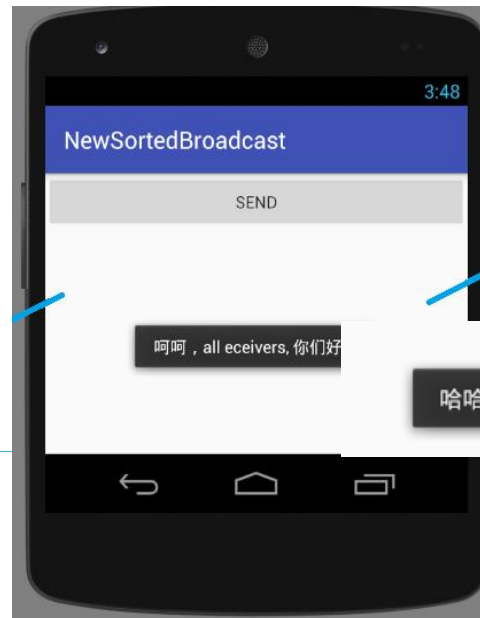 3:48
NewSortedBroadcast
SEND
呵呵，all eceivers, 你们好
哈哈